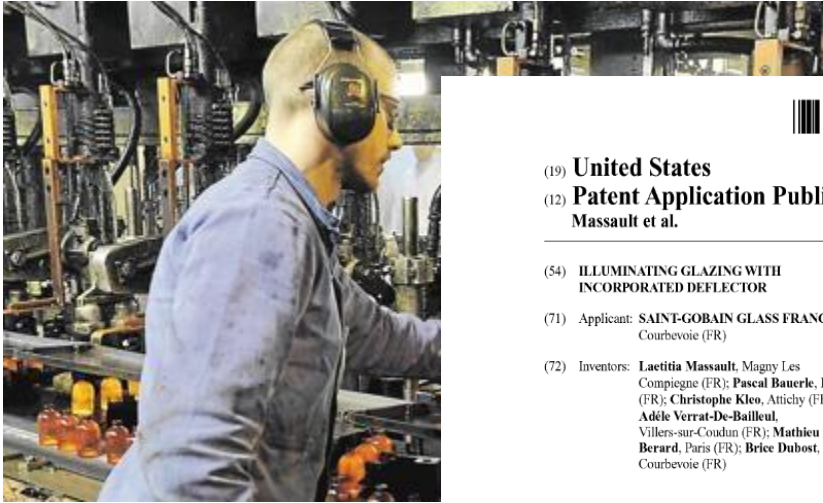 (19) United States
(12) Patent Application Publi
Massault et al.
(54) ILLUMINATING GLAZING WITH
INCORPORATED DEFLECTOR
(71) Applicant: SAINT-GOBAIN GLASS FRANC
Courbevoie (FR)
(72) Inventors: Laetitia Massault, Magny Les
Compiegne (FR); Pascal Bauerle,
(FR); Christophe Kleo, Attichy (FR
Adéle Verrat-De-Bailleul,
Villers-sur-Coudun (FR); Mathieu
Berard, Paris (FR); Brice Dubost,
Courbevoie (FR)